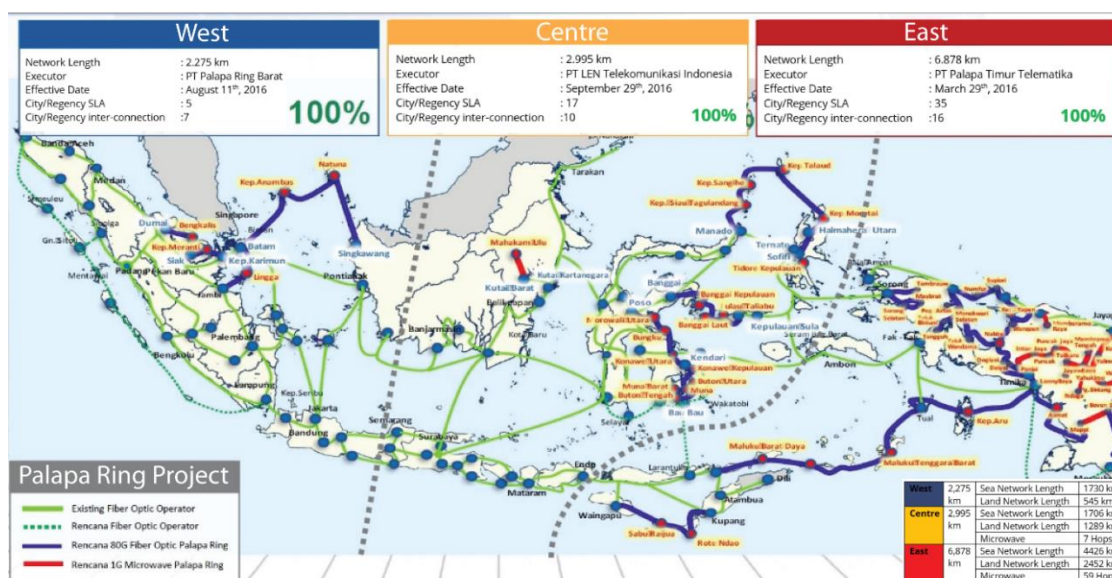 West
Network Length : 2.275 km
Executor : PT Palapa Ring Barat
Effective Date : August 11th, 2016
City/Regency SLA : 5
City/Regency inter-connection :7
100%
Centre
Network Length : 2.995 km
Executor : PT LEN Telekomunikasi Indonesia
Effective Date : September 29th, 2016
City/Regency SLA : 17
City/Regency inter-connection :10
100%
East
Network Length : 6.878 km
Executor : PT Palapa Timur Telematika
Effective Date : March 29th, 2016
City/Regency SLA : 35
City/Regency inter-connection :16
100%
Banda Aceh
Medan
Singapore
Dumai
Bengkalis
Kep.Meranti
Siak
Batam
Kep.Karimun
Lingga
Padang
Pekan Baru
Jambi
Palembang
Bengkulu
Lampung
Kep.Seribu
Jakarta
Bandung
Semarang
Surabaya
Mataram
Ende
Kep.Anambas
Natuna
Singkawang
Pontianak
Banjarmasin
Tarakan
Mahakam Ulu
Kutai Barat
Kutai Kartanegara
Balikpapan
Kota Baru
Kep.Talaud
Kep.Sangihe
Manado
Kep.Morotai
Halmahera Utara
Ternate
Sofifi
Tidore Kepulauan
Banggai
Poso
Banggai Kepulauan
Banggai Laut
Kepulauan Sula
Morowali Utara
Bungku
Kendari
Konawe Utara
Konawe Kepulauan
Buton Utara
Muna Barat
Muna
Buton Tengah
Bau Bau
Wakatobi
Selayar
Ambon
Sorong
Fak - Fak
Timika
Tual
Kep.Aru
Maluku Barat Daya
Maluku Tenggara Barat
Larantuka
Dili
Atambua
Kupang
Waingapu
Sabu Raijua
Rote Ndao
Palapa Ring Project
Existing Fiber Optic Operator
Rencana Fiber Optic Operator
Rencana 80G Fiber Optic Palapa Ring
Rencana 1G Microwave Palapa Ring
West 2,275 km Sea Network Length 1730 km
Land Network Length 545 km
Centre 2,995 km Sea Network Length 1706 km
Land Network Length 1289 km
Microwave 7 Hops
East 6,878 km Sea Network Length 4426 km
Land Network Length 2452 km
Microwave 59 Hop